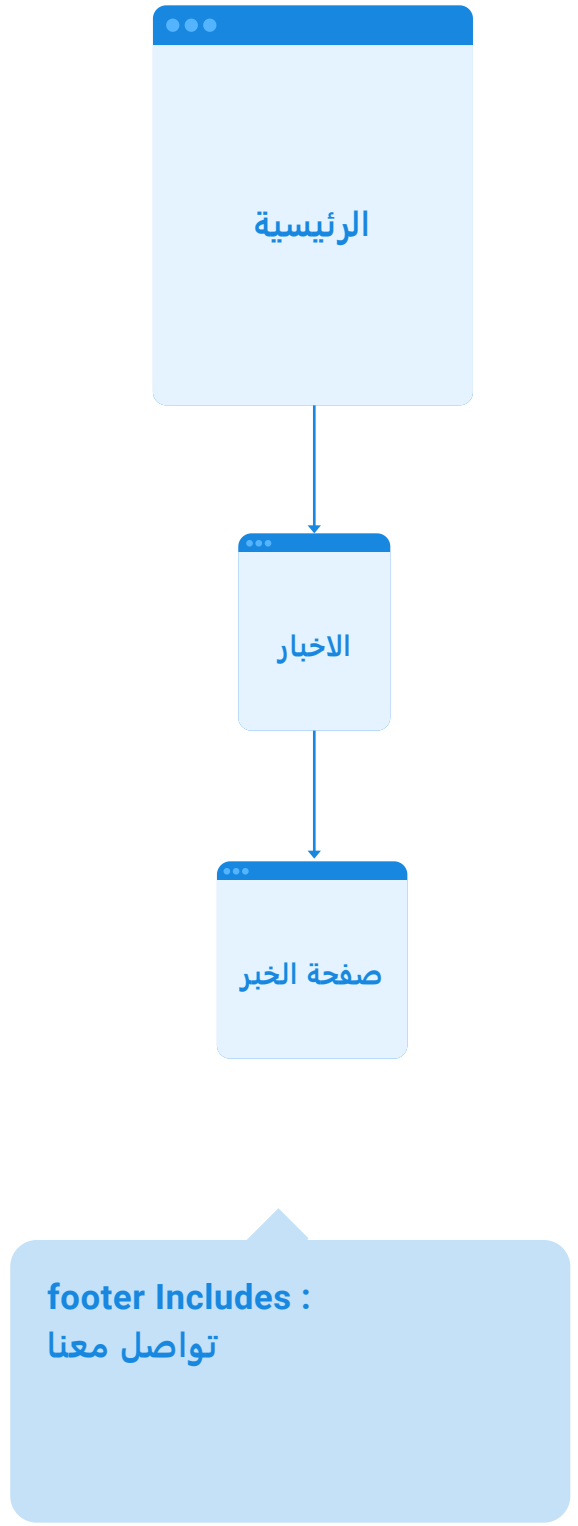 الرئيسية
الاخبار
صفحة الخبر
footer Includes :
تواصل معنا